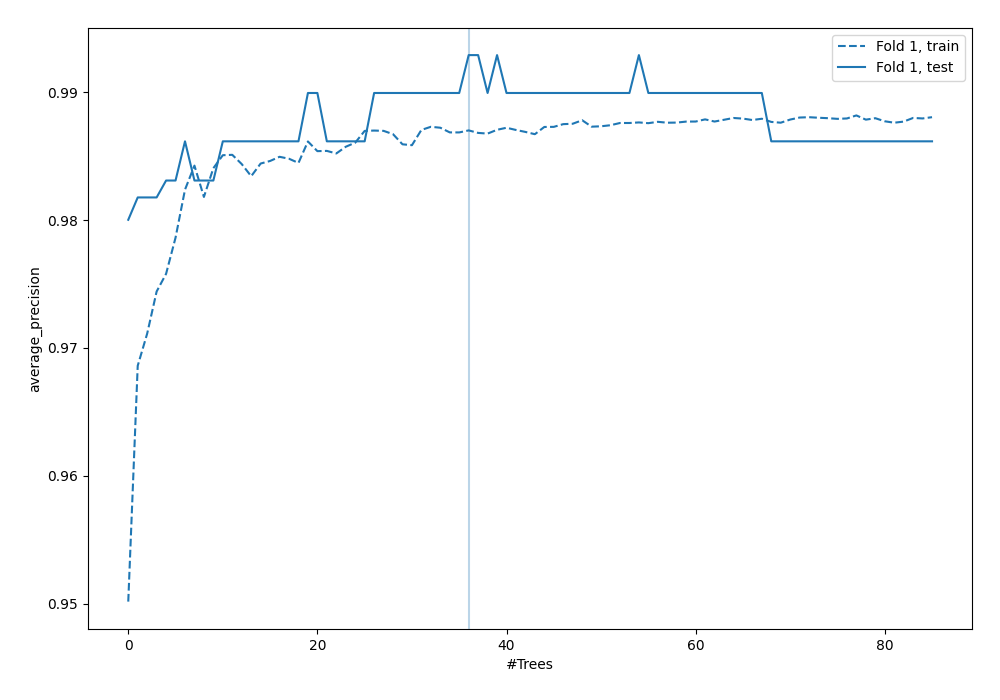 Fold 1, train
Fold 1, test
0.99
0.98
0.97
0.96
0.95
average_precision
0 20 40 60 80
#Trees